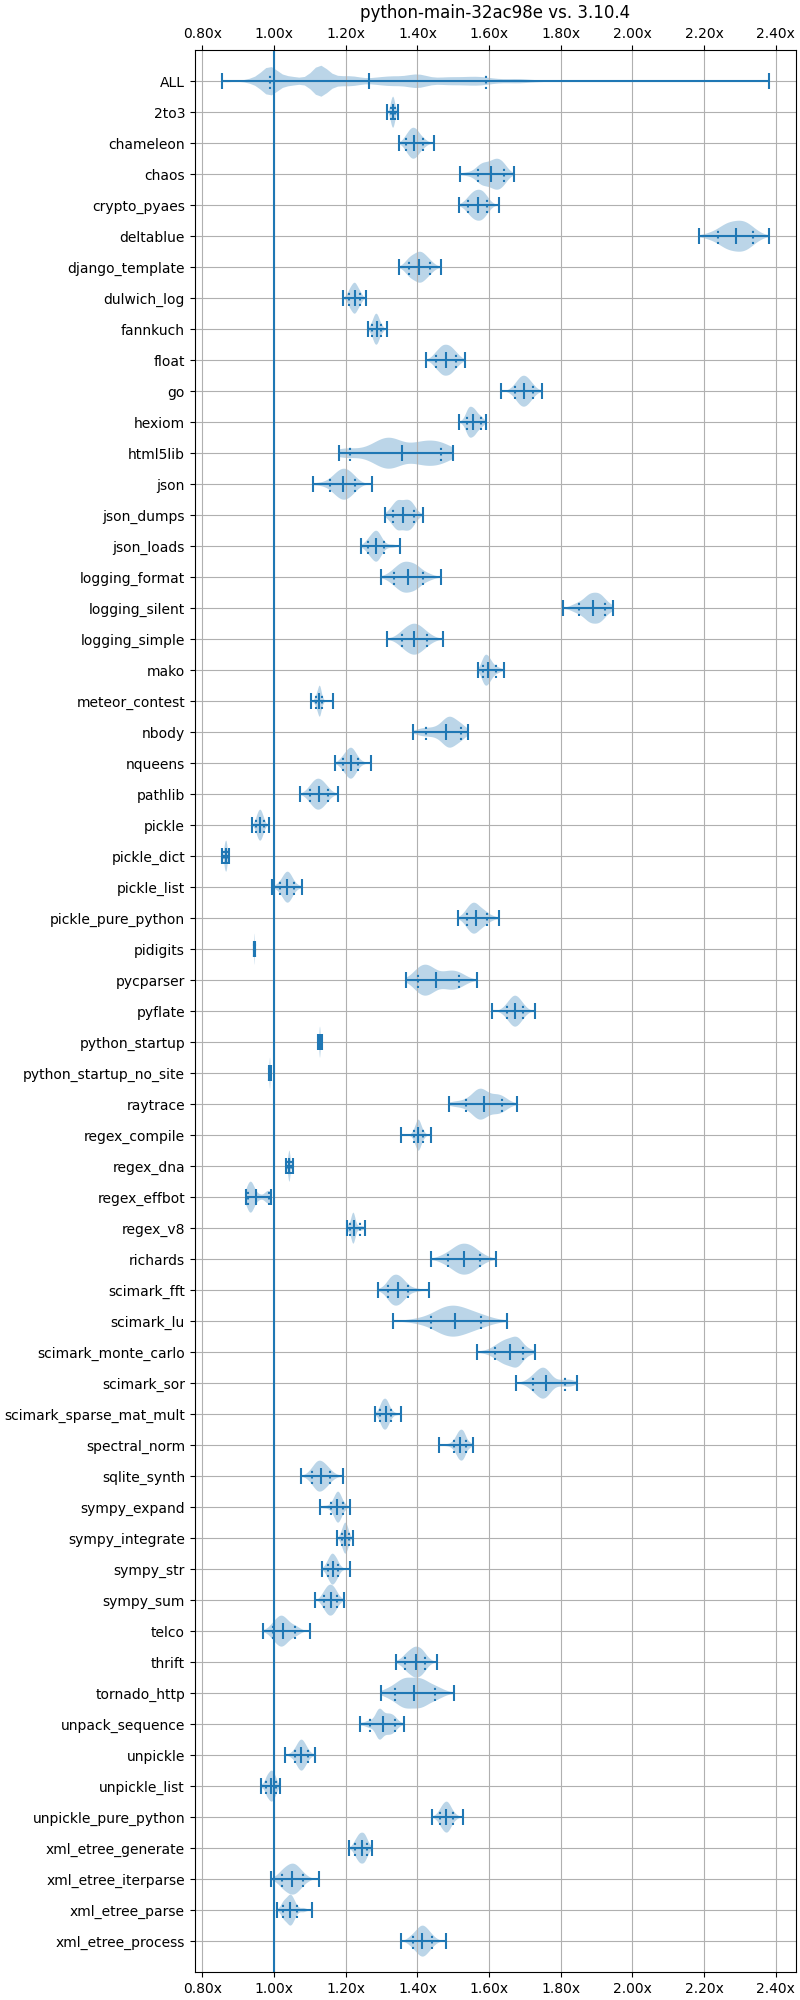 python-main-32ac98e vs. 3.10.4
0.80x 1.00x 1.20x 1.40x 1.60x 1.80x 2.00x 2.20x 2.40x
ALL
2to3
chameleon
chaos
crypto_pyaes
deltablue
django_template
dulwich_log
fannkuch
float
go
hexiom
html5lib
json
json_dumps
json_loads
logging_format
logging_silent
logging_simple
mako
meteor_contest
nbody
nqueens
pathlib
pickle
pickle_dict
pickle_list
pickle_pure_python
pidigits
pycparser
pyflate
python_startup
python_startup_no_site
raytrace
regex_compile
regex_dna
regex_effbot
regex_v8
richards
scimark_fft
scimark_lu
scimark_monte_carlo
scimark_sor
scimark_sparse_mat_mult
spectral_norm
sqlite_synth
sympy_expand
sympy_integrate
sympy_str
sympy_sum
telco
thrift
tornado_http
unpack_sequence
unpickle
unpickle_list
unpickle_pure_python
xml_etree_generate
xml_etree_iterparse
xml_etree_parse
xml_etree_process
0.80x 1.00x 1.20x 1.40x 1.60x 1.80x 2.00x 2.20x 2.40x